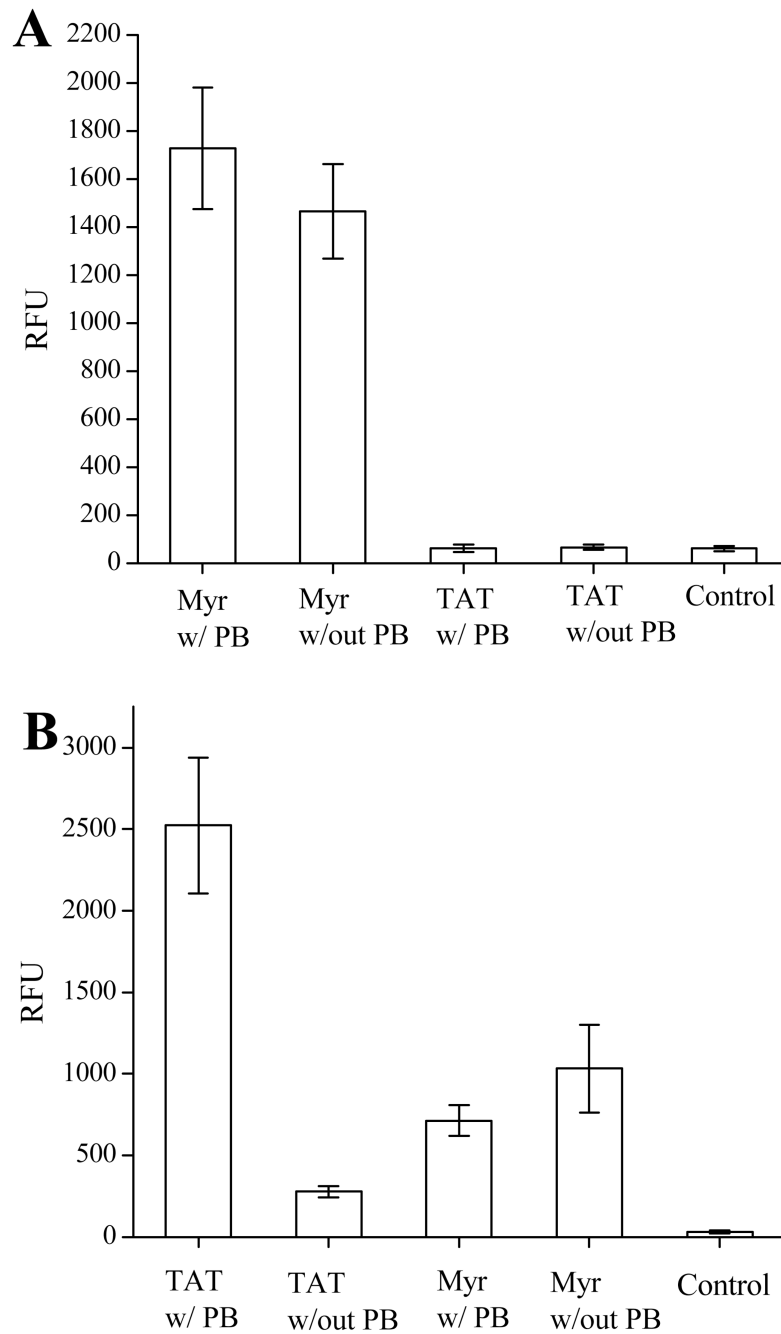 A
2200
2000
1800
1600
1400
1200
1000
800
600
400
200
0
RFU
Myr
w/ PB
Myr
w/out PB
TAT
w/ PB
TAT
w/out PB
Control
B
3000
2500
2000
1500
1000
500
0
RFU
TAT
w/ PB
TAT
w/out PB
Myr
w/ PB
Myr
w/out PB
Control